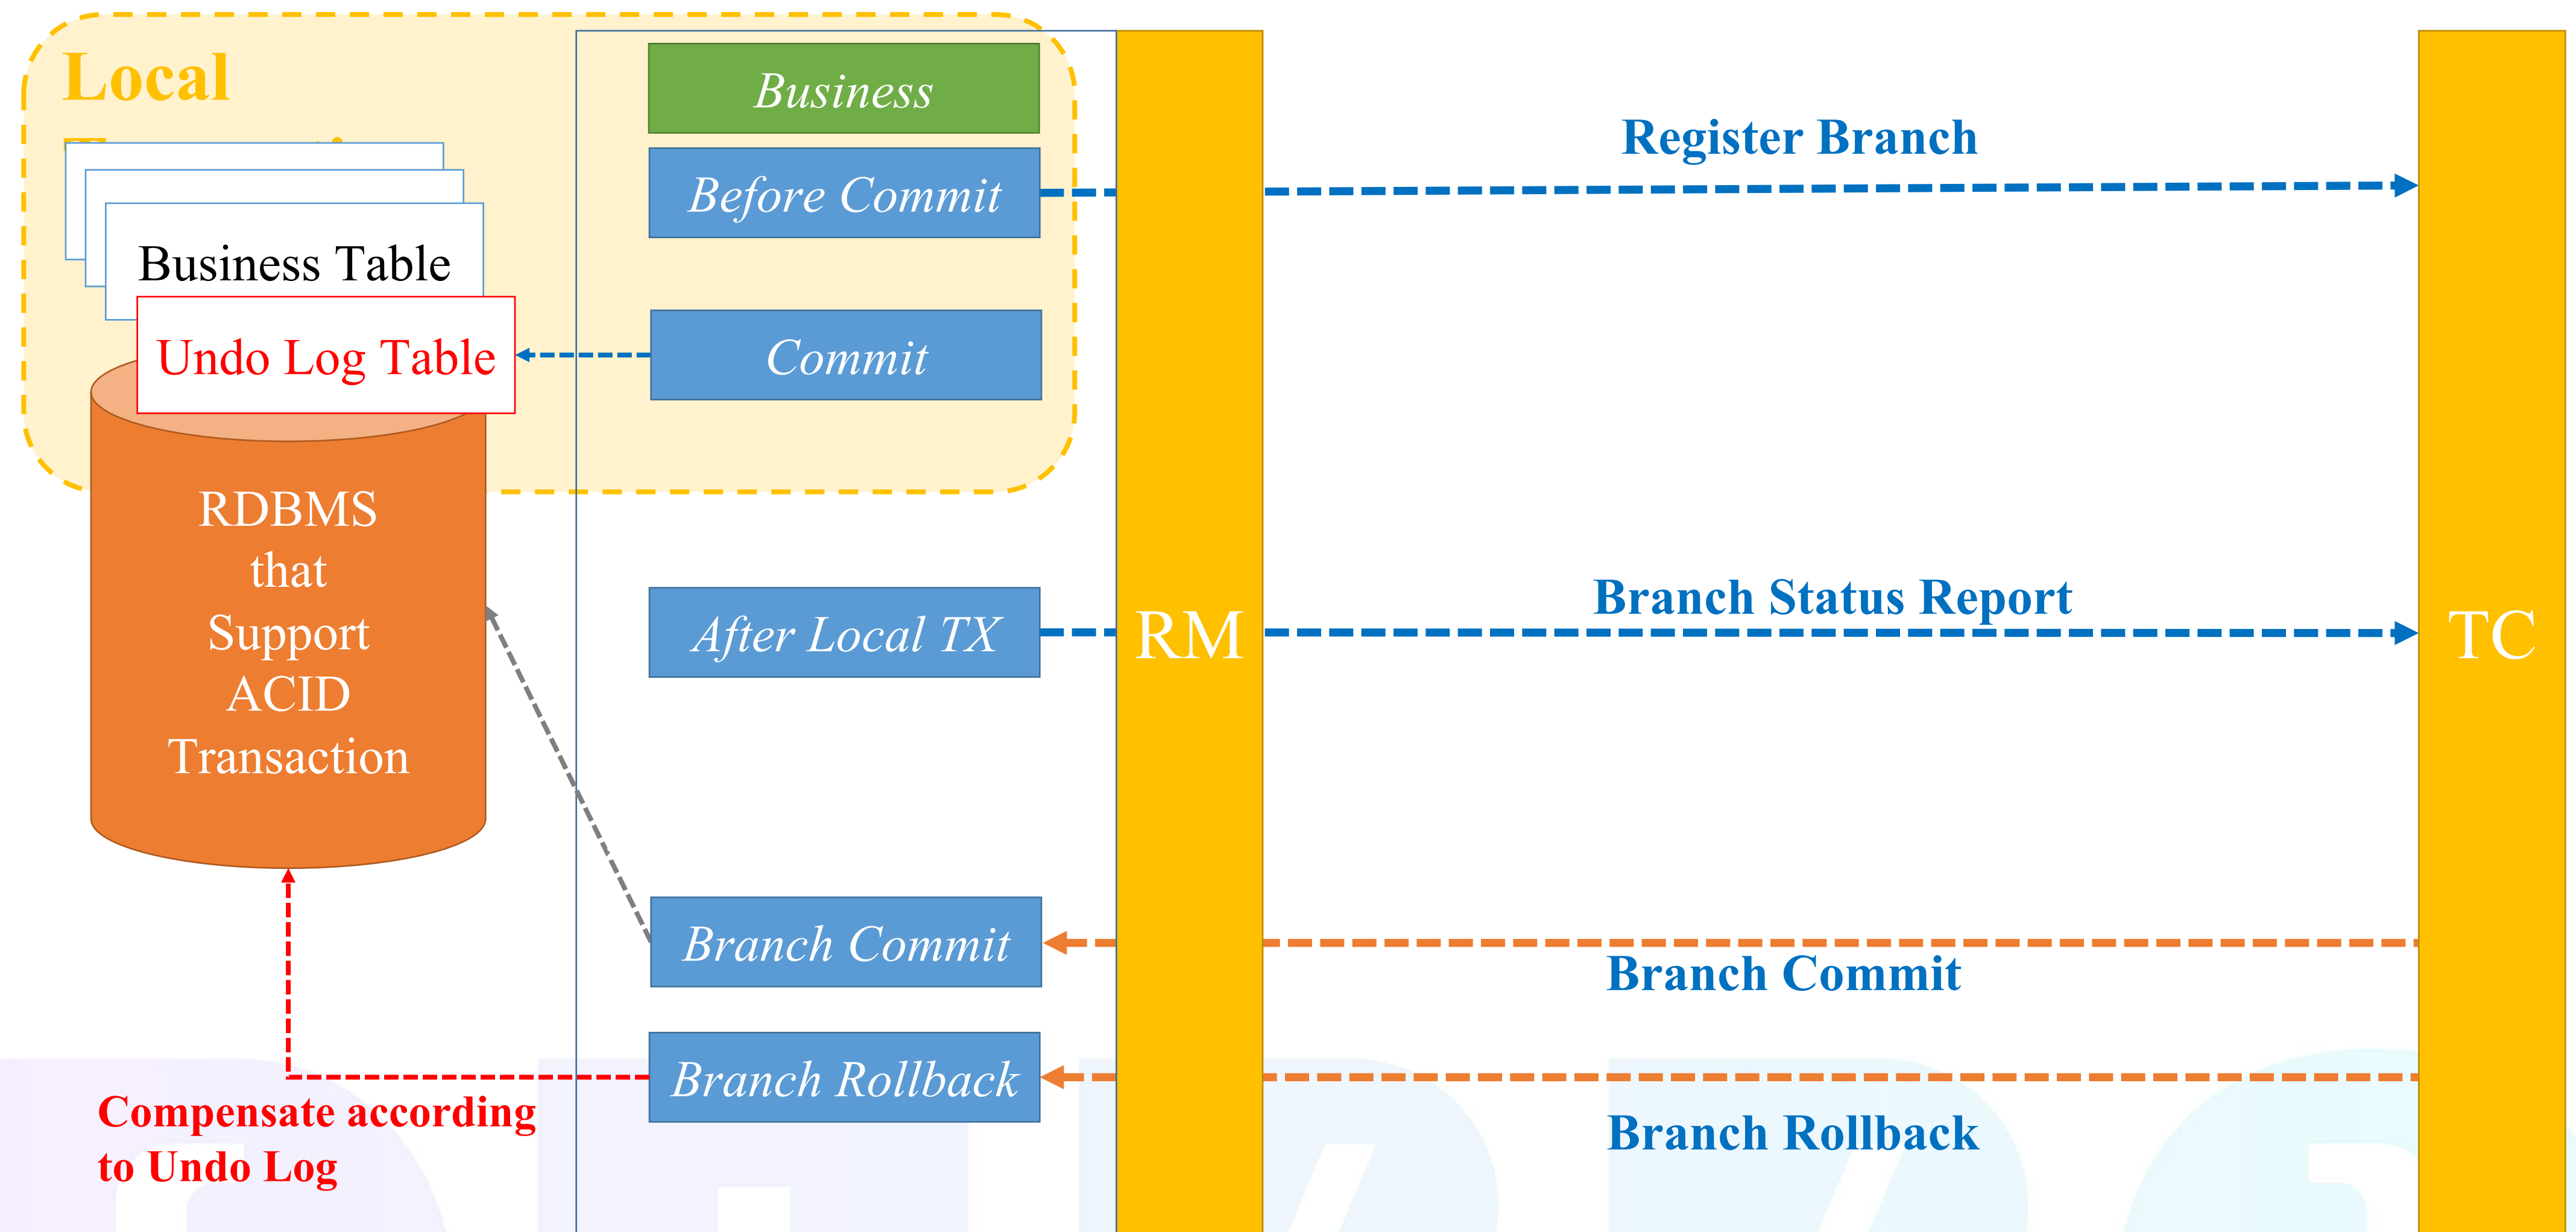 Local
Business
Register Branch
Before Commit
Business Table
Undo Log Table
Commit
RDBMS
that
Support
ACID
Transaction
Branch Status Report
After Local TX
RM
TC
Branch Commit
Branch Commit
Branch Rollback
Branch Rollback
Compensate according
to Undo Log